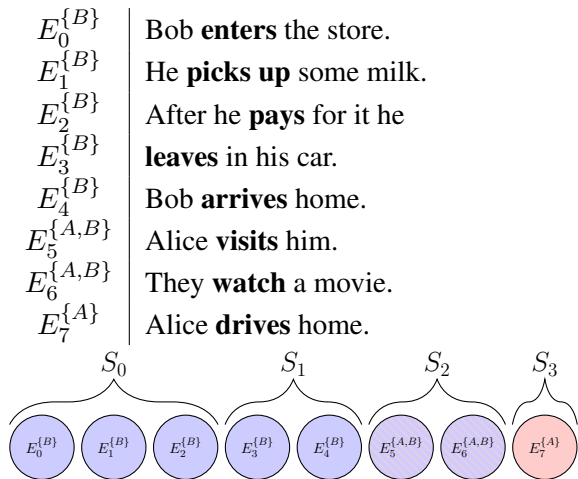 E_0^{B} Bob enters the store.
E_1^{B} He picks up some milk.
E_2^{B} After he pays for it he
E_3^{B} leaves in his car.
E_4^{B} Bob arrives home.
E_5^{A,B} Alice visits him.
E_6^{A,B} They watch a movie.
E_7^{A} Alice drives home.
S_0 S_1 S_2 S_3
E_0^{B} E_1^{B} E_2^{B} E_3^{B} E_4^{B} E_5^{A,B} E_6^{A,B} E_7^{A}